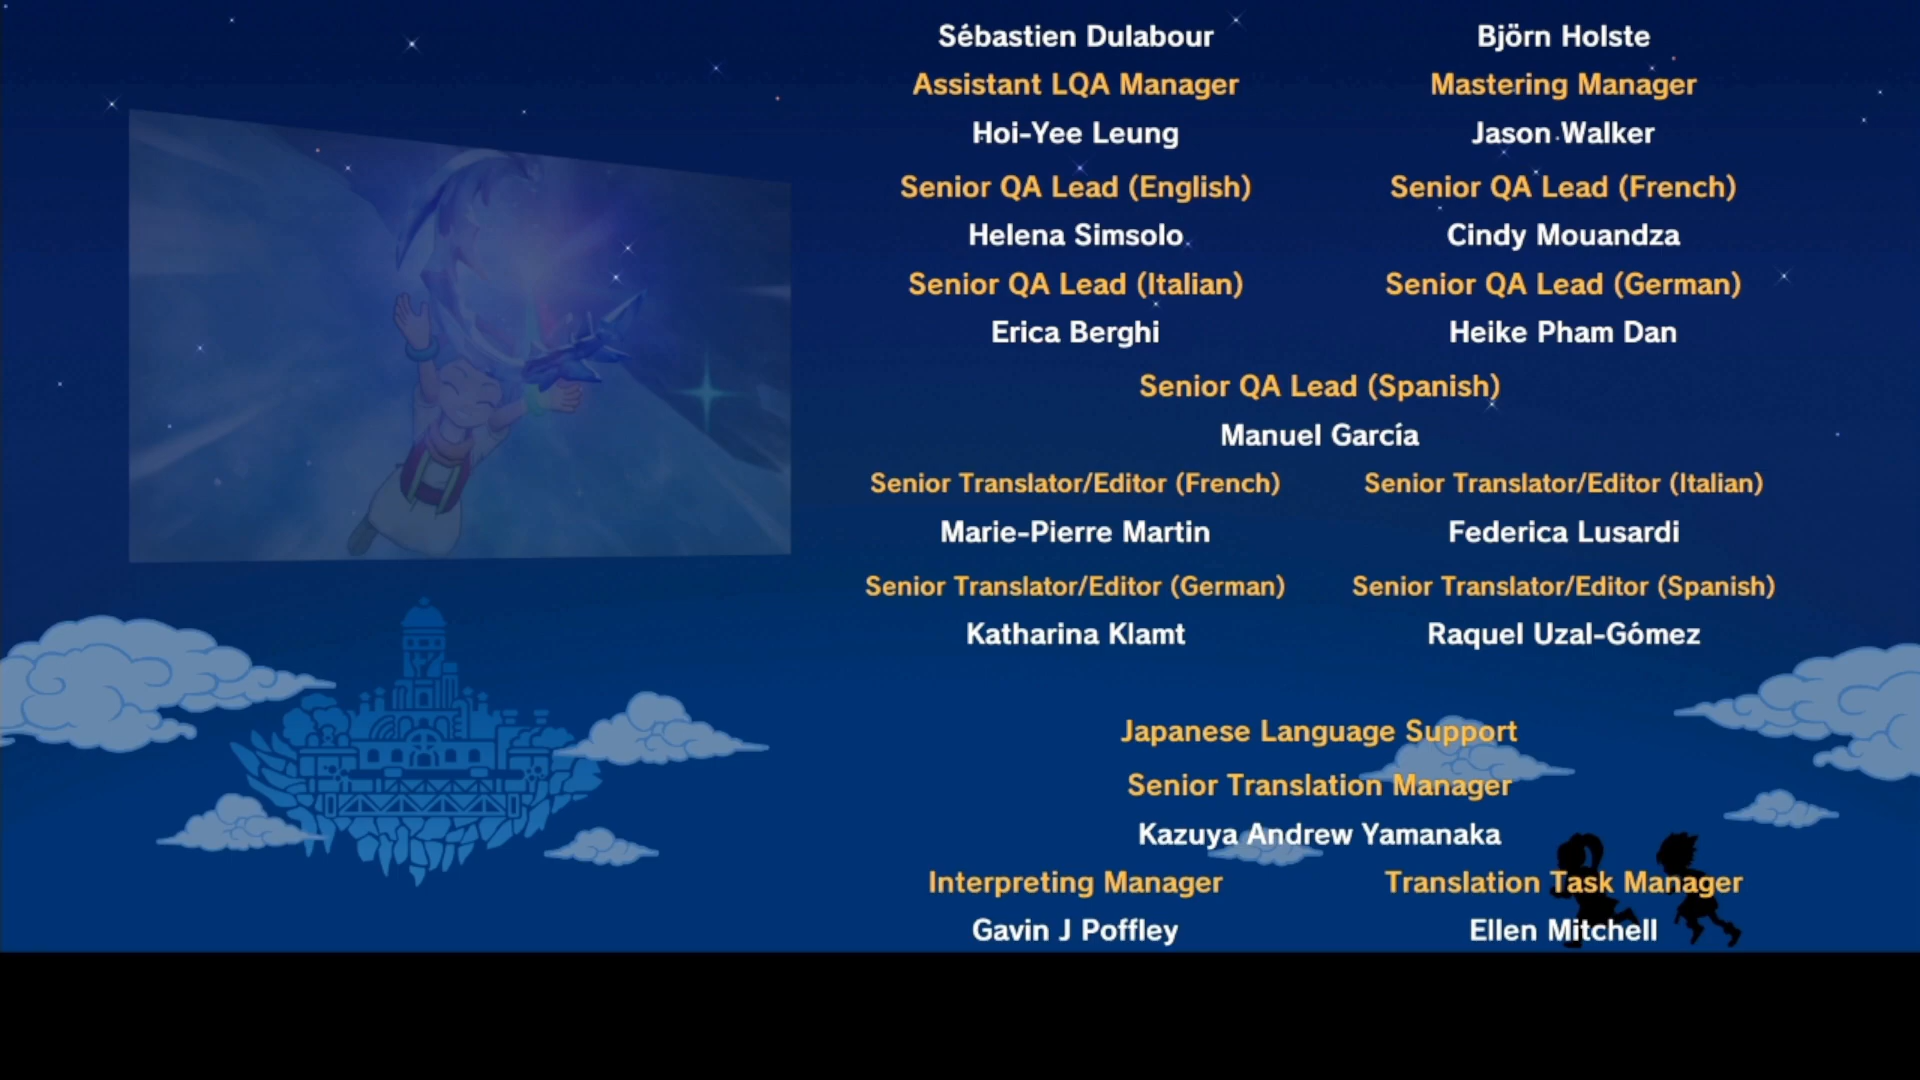 Sébastien Dulabour Björn Holste
Assistant LQA Manager Mastering Manager
Hoi-Yee Leung Jason Walker
Senior QA Lead (English) Senior QA Lead (French)
Helena Simsolo Cindy Mouandza
Senior QA Lead (Italian) Senior QA Lead (German)
Erica Berghi Heike Pham Dan
Senior QA Lead (Spanish)
Manuel García
Senior Translator/Editor (French) Senior Translator/Editor (Italian)
Marie-Pierre Martin Federica Lusardi
Senior Translator/Editor (German) Senior Translator/Editor (Spanish)
Katharina Klamt Raquel Uzal-Gómez
Japanese Language Support
Senior Translation Manager
Kazuya Andrew Yamanaka
Interpreting Manager Translation Task Manager
Gavin J Poffley Ellen Mitchell